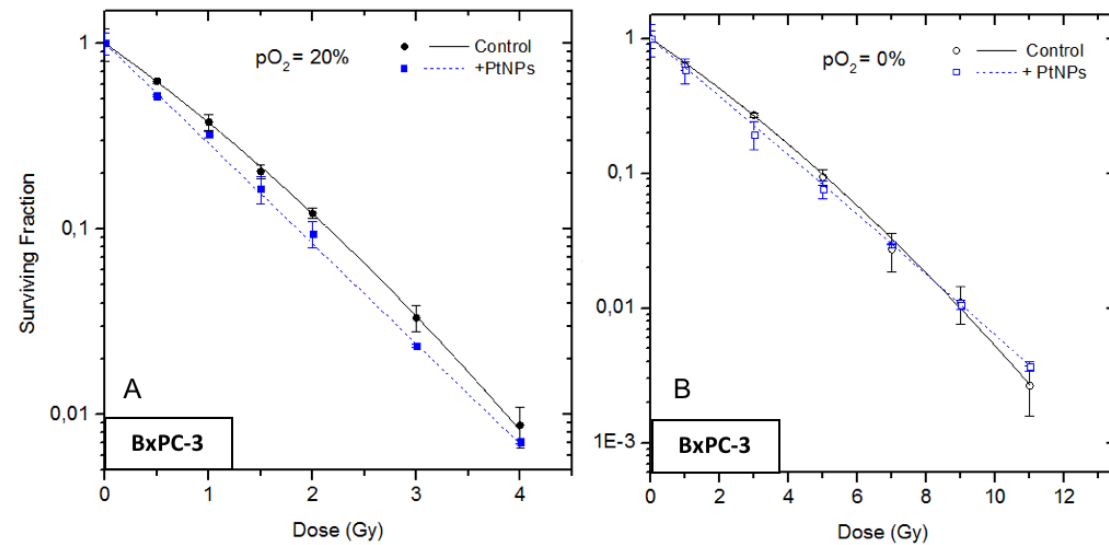 pO2 = 20%
Control
+PtNPs
Surviving Fraction
1
0,1
0,01
A
BxPC-3
0
1
2
3
4
Dose (Gy)
pO2 = 0%
Control
+ PtNPs
1
0,1
0,01
1E-3
B
BxPC-3
0
2
4
6
8
10
12
Dose (Gy)